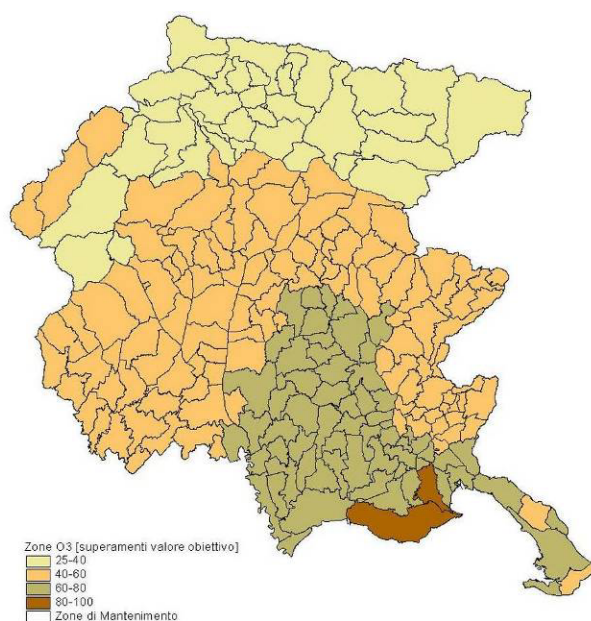 Zone O3 [superamenti valore obiettivo]
25-40
40-60
60-80
80-100
Zone di Mantenimento